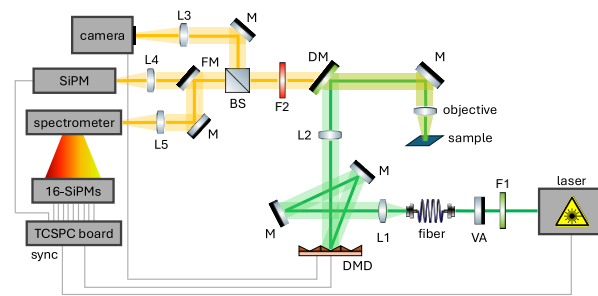 camera
L3
M
SiPM
L4
FM
BS
F2
DM
M
spectrometer
L5
M
objective
L2
sample
16-SiPMs
M
F1
laser
TCSPC board
M
L1
fiber
VA
sync
DMD